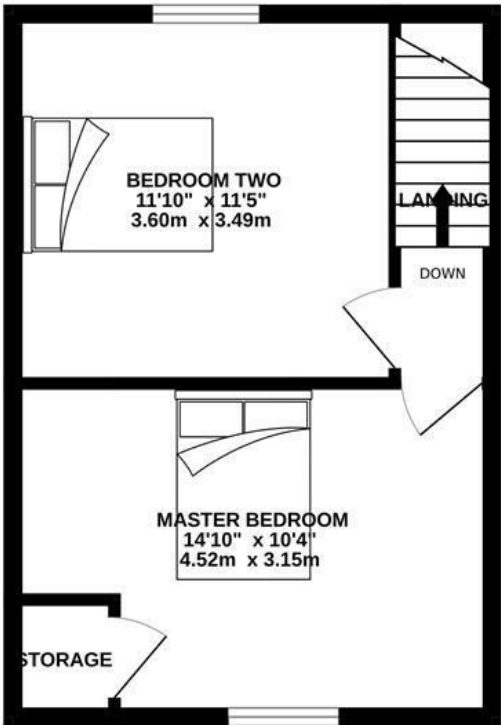 BEDROOM TWO
11'10" x 11'5"
3.60m x 3.49m
LANDING
DOWN
MASTER BEDROOM
14'10" x 10'4"
4.52m x 3.15m
STORAGE